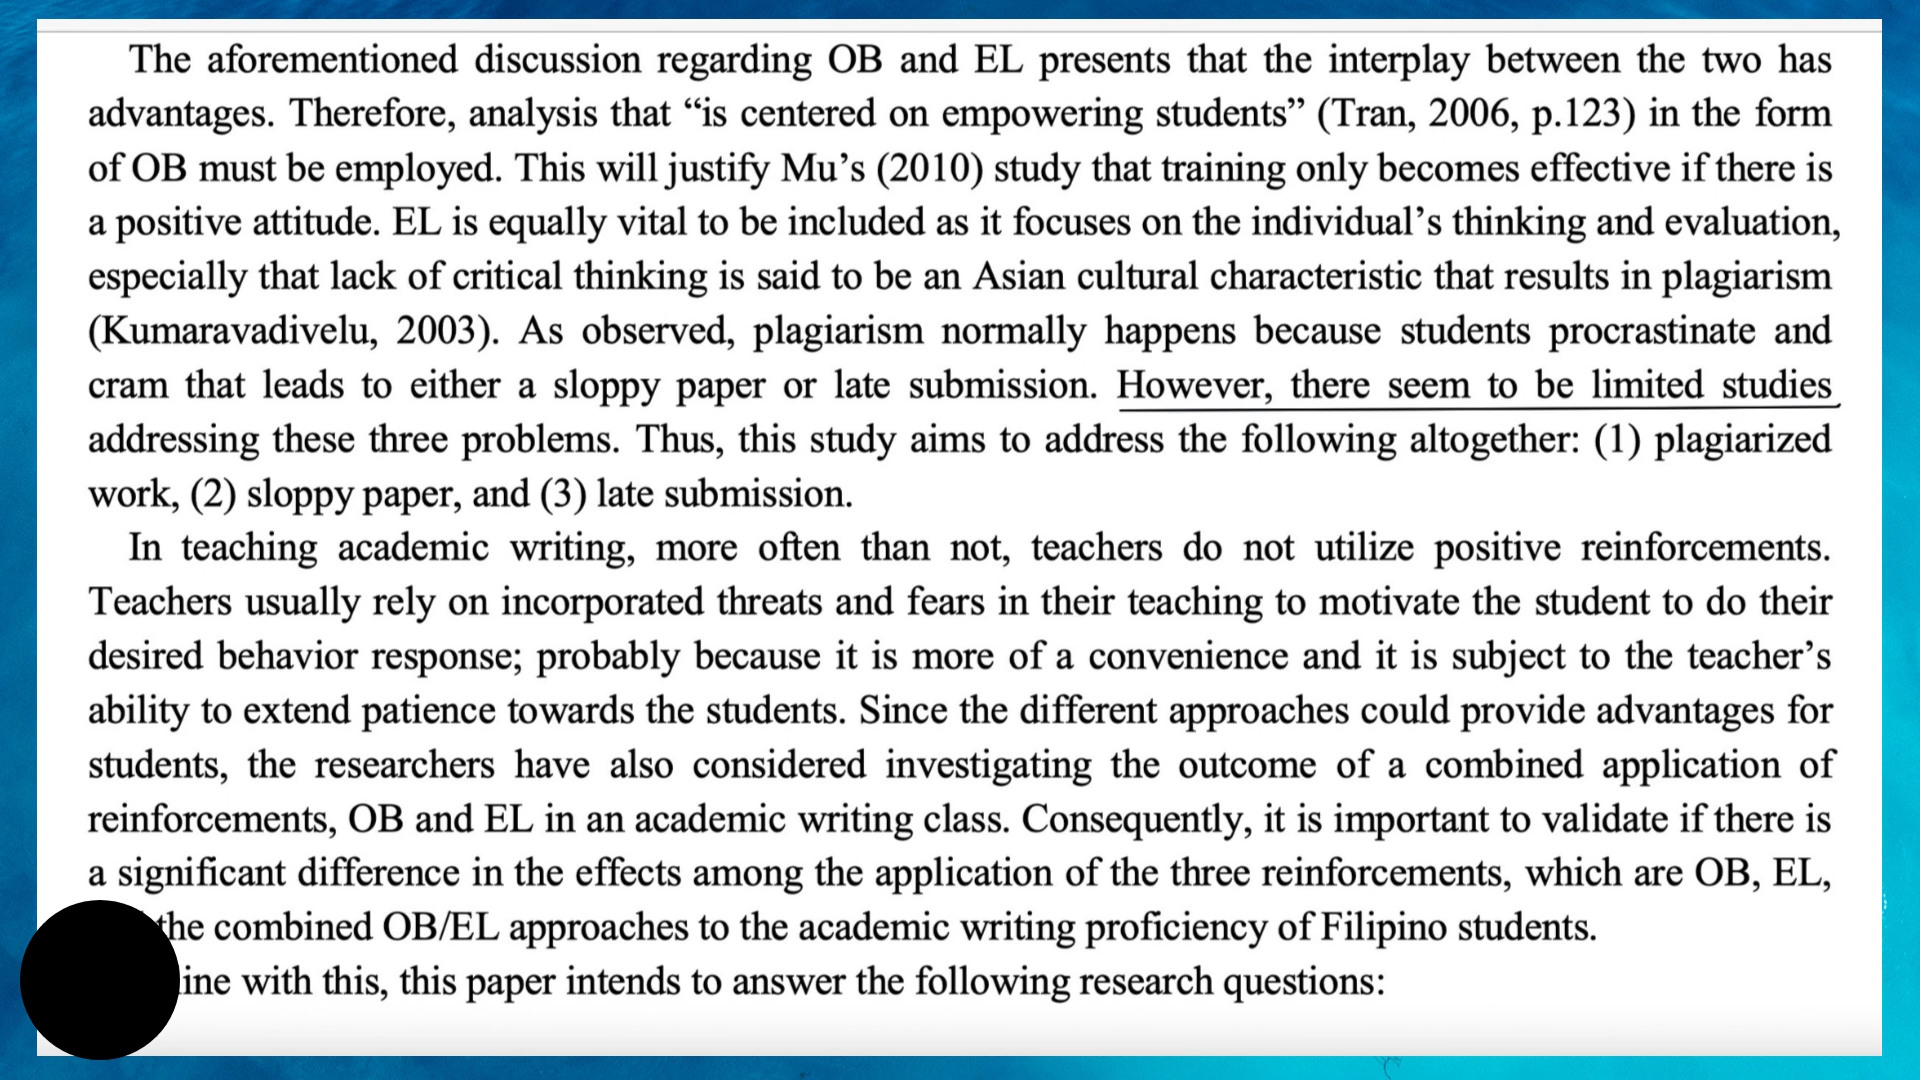 The aforementioned discussion regarding OB and EL presents that the interplay between the two has
advantages. Therefore, analysis that “is centered on empowering students” (Tran, 2006, p.123) in the form
of OB must be employed. This will justify Mu’s (2010) study that training only becomes effective if there is
a positive attitude. EL is equally vital to be included as it focuses on the individual’s thinking and evaluation,
especially that lack of critical thinking is said to be an Asian cultural characteristic that results in plagiarism
(Kumaravadivelu, 2003). As observed, plagiarism normally happens because students procrastinate and
cram that leads to either a sloppy paper or late submission. However, there seem to be limited studies
addressing these three problems. Thus, this study aims to address the following altogether: (1) plagiarized
work, (2) sloppy paper, and (3) late submission.
In teaching academic writing, more often than not, teachers do not utilize positive reinforcements.
Teachers usually rely on incorporated threats and fears in their teaching to motivate the student to do their
desired behavior response; probably because it is more of a convenience and it is subject to the teacher’s
ability to extend patience towards the students. Since the different approaches could provide advantages for
students, the researchers have also considered investigating the outcome of a combined application of
reinforcements, OB and EL in an academic writing class. Consequently, it is important to validate if there is
a significant difference in the effects among the application of the three reinforcements, which are OB, EL,
the combined OB/EL approaches to the academic writing proficiency of Filipino students.
with this, this paper intends to answer the following research questions: